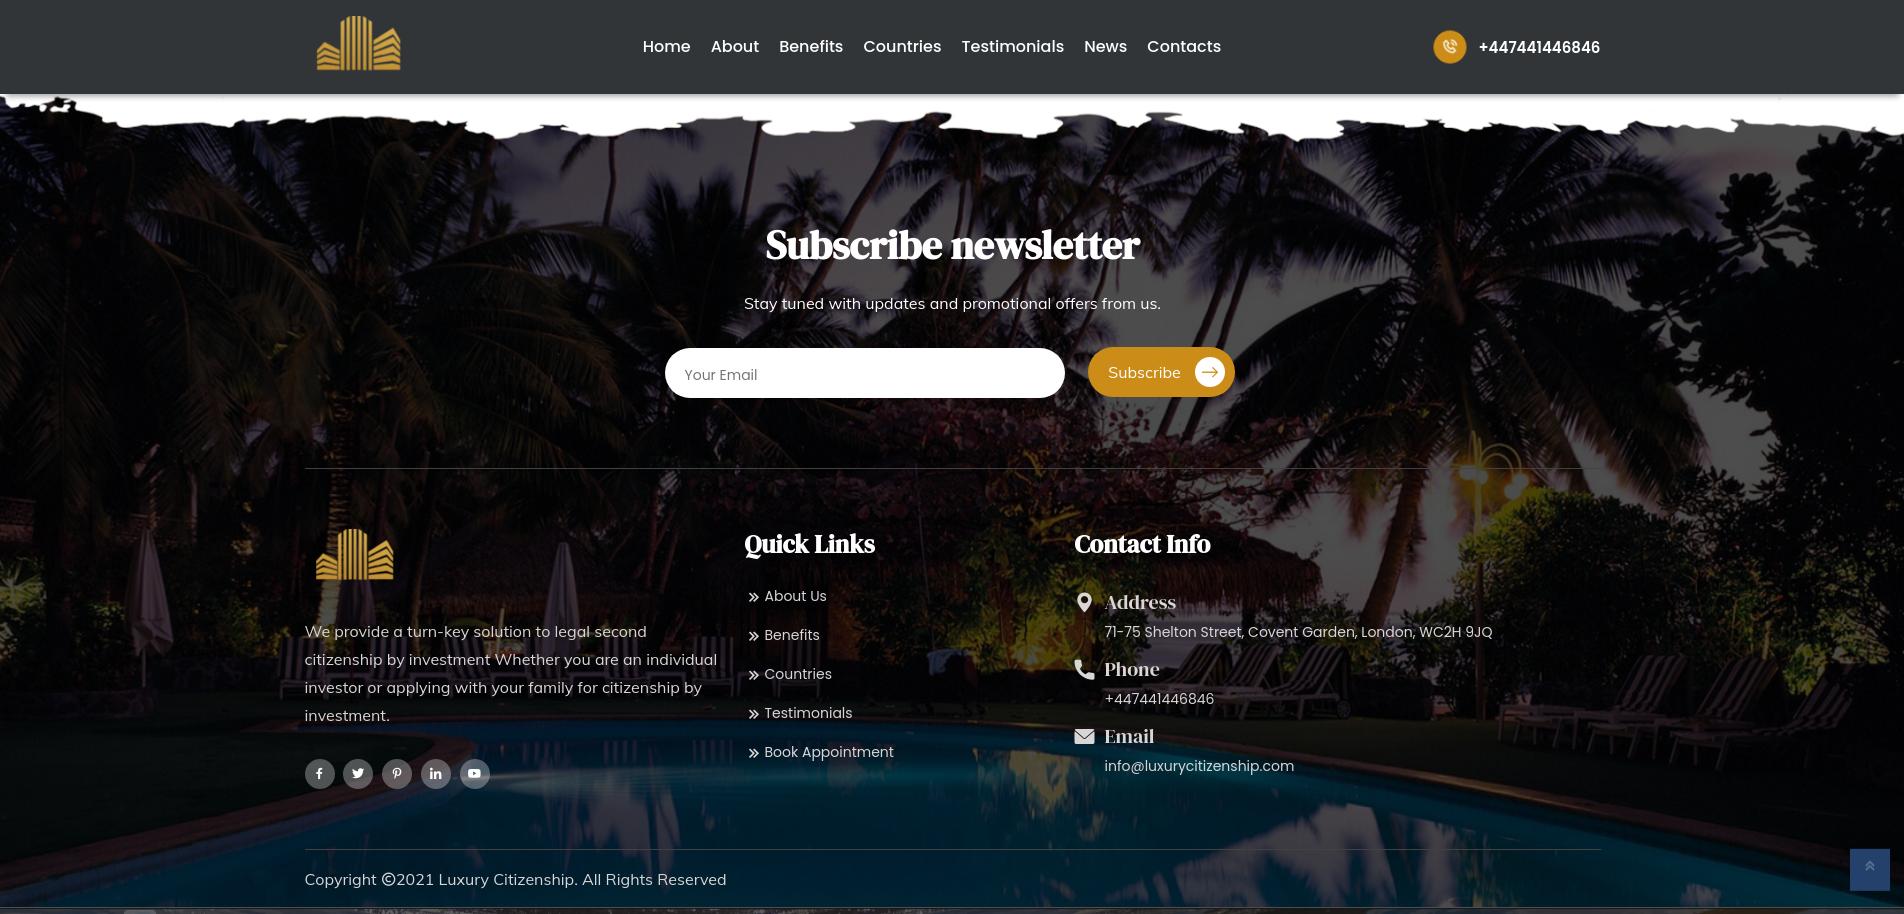 Home About Benefits Countries Testimonials News Contacts
+447441446846
Subscribe newsletter
Stay tuned with updates and promotional offers from us.
Your Email
Subscribe
We provide a turn-key solution to legal second
citizenship by investment Whether you are an individual
investor or applying with your family for citizenship by
investment.
Quick Links
About Us
Benefits
Countries
Testimonials
Book Appointment
Contact Info
Address
71-75 Shelton Street, Covent Garden, London, WC2H 9JQ
Phone
+447441446846
Email
info@luxurycitizenship.com
Copyright ©2021 Luxury Citizenship. All Rights Reserved